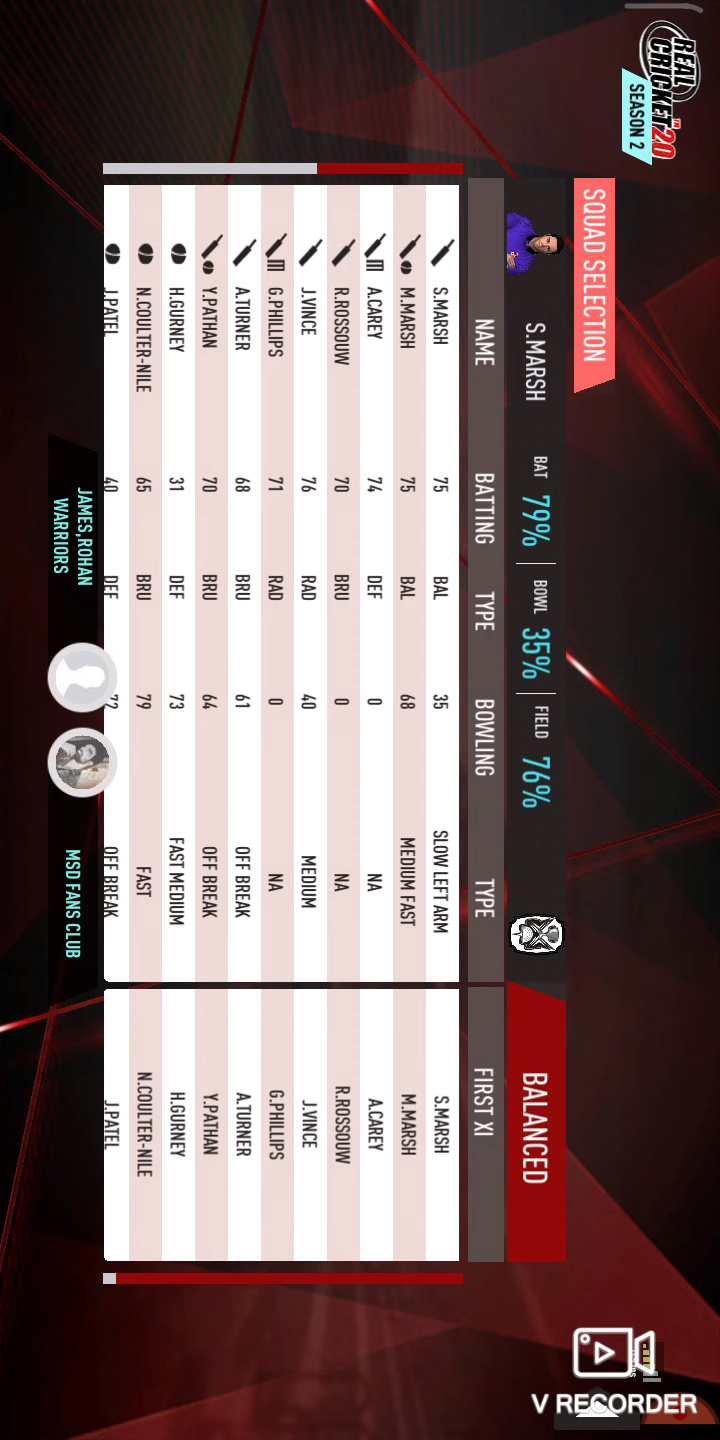 REAL
CRICKET™20
SEASON 2
SQUAD SELECTION
S.MARSH BAT 79% BOWL 35% FIELD 76% BALANCED
NAME BATTING TYPE BOWLING TYPE FIRST XI
S.MARSH 75 BAL 35 SLOW LEFT ARM S.MARSH
M.MARSH 75 BAL 68 MEDIUM FAST M.MARSH
A.CAREY 74 DEF 0 NA A.CAREY
R.ROSSOUW 70 BRU 0 NA R.ROSSOUW
J.VINCE 76 RAD 40 MEDIUM J.VINCE
G.PHILLIPS 71 RAD 0 NA G.PHILLIPS
A.TURNER 68 BRU 61 OFF BREAK A.TURNER
Y.PATHAN 70 BRU 64 OFF BREAK Y.PATHAN
H.GURNEY 31 DEF 73 FAST MEDIUM H.GURNEY
N.COULTER-NILE 65 BRU 79 FAST N.COULTER-NILE
J.PATEL 40 DEF 72 OFF BREAK J.PATEL
JAMES,ROHAN
WARRIORS
MSD FANS CLUB
V RECORDER